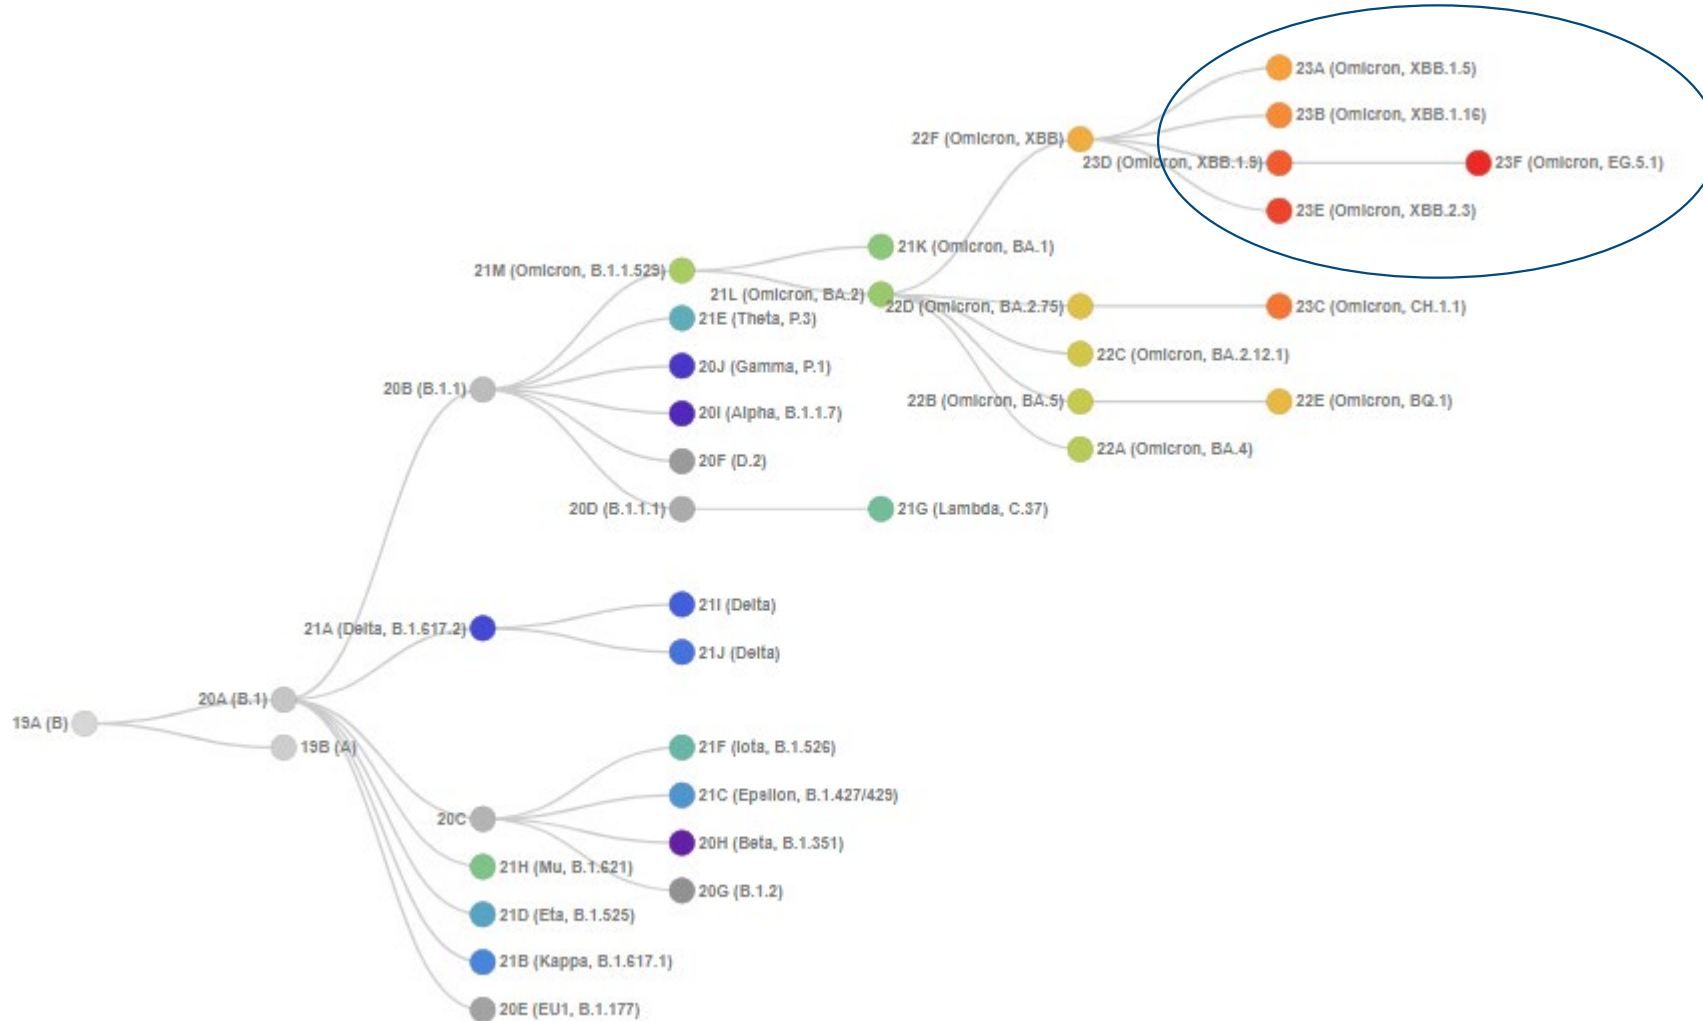 23A (Omicron, XBB.1.5)
23B (Omicron, XBB.1.16)
22F (Omicron, XBB)
23D (Omicron, XBB.1.9)
23F (Omicron, EG.5.1)
23E (Omicron, XBB.2.3)
21K (Omicron, BA.1)
21M (Omicron, B.1.1.529)
21L (Omicron, BA.2)
22D (Omicron, BA.2.75)
23C (Omicron, CH.1.1)
21E (Theta, P.3)
22C (Omicron, BA.2.12.1)
20J (Gamma, P.1)
20B (B.1.1)
22B (Omicron, BA.5)
22E (Omicron, BQ.1)
20I (Alpha, B.1.1.7)
22A (Omicron, BA.4)
20F (D.2)
20D (B.1.1.1)
21G (Lambda, C.37)
21I (Delta)
21A (Delta, B.1.617.2)
21J (Delta)
20A (B.1)
19A (B)
19B (A)
21F (Iota, B.1.526)
21C (Epsilon, B.1.427/429)
20C
20H (Beta, B.1.351)
21H (Mu, B.1.621)
20G (B.1.2)
21D (Eta, B.1.525)
21B (Kappa, B.1.617.1)
20E (EU1, B.1.177)